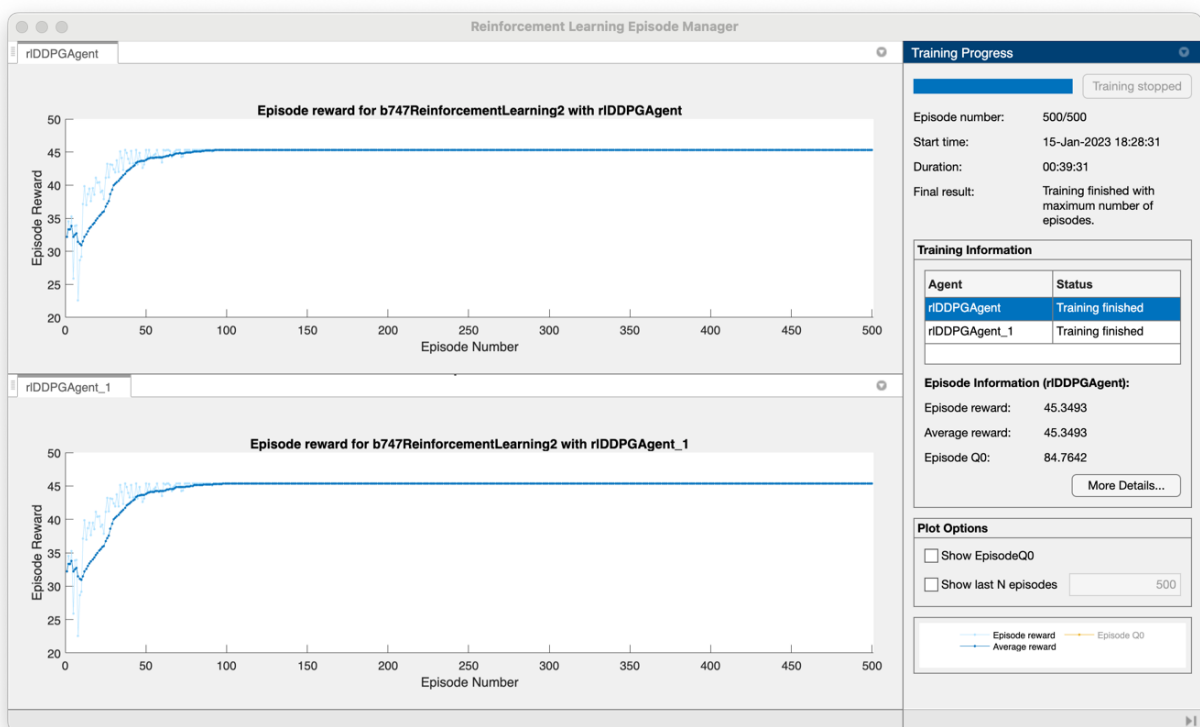 Reinforcement Learning Episode Manager
rlDDPGAgent
Episode reward for b747ReinforcementLearning2 with rlDDPGAgent
50
45
40
35
30
25
20
Episode Reward
0 50 100 150 200 250 300 350 400 450 500
Episode Number
rlDDPGAgent_1
Episode reward for b747ReinforcementLearning2 with rlDDPGAgent_1
50
45
40
35
30
25
20
Episode Reward
0 50 100 150 200 250 300 350 400 450 500
Episode Number
Training Progress
Training stopped
Episode number: 500/500
Start time: 15-Jan-2023 18:28:31
Duration: 00:39:31
Final result: Training finished with
maximum number of
episodes.
Training Information
Agent Status
rlDDPGAgent Training finished
rlDDPGAgent_1 Training finished
Episode Information (rlDDPGAgent):
Episode reward: 45.3493
Average reward: 45.3493
Episode Q0: 84.7642
More Details...
Plot Options
Show EpisodeQ0
Show last N episodes 500
Episode reward Episode Q0
Average reward